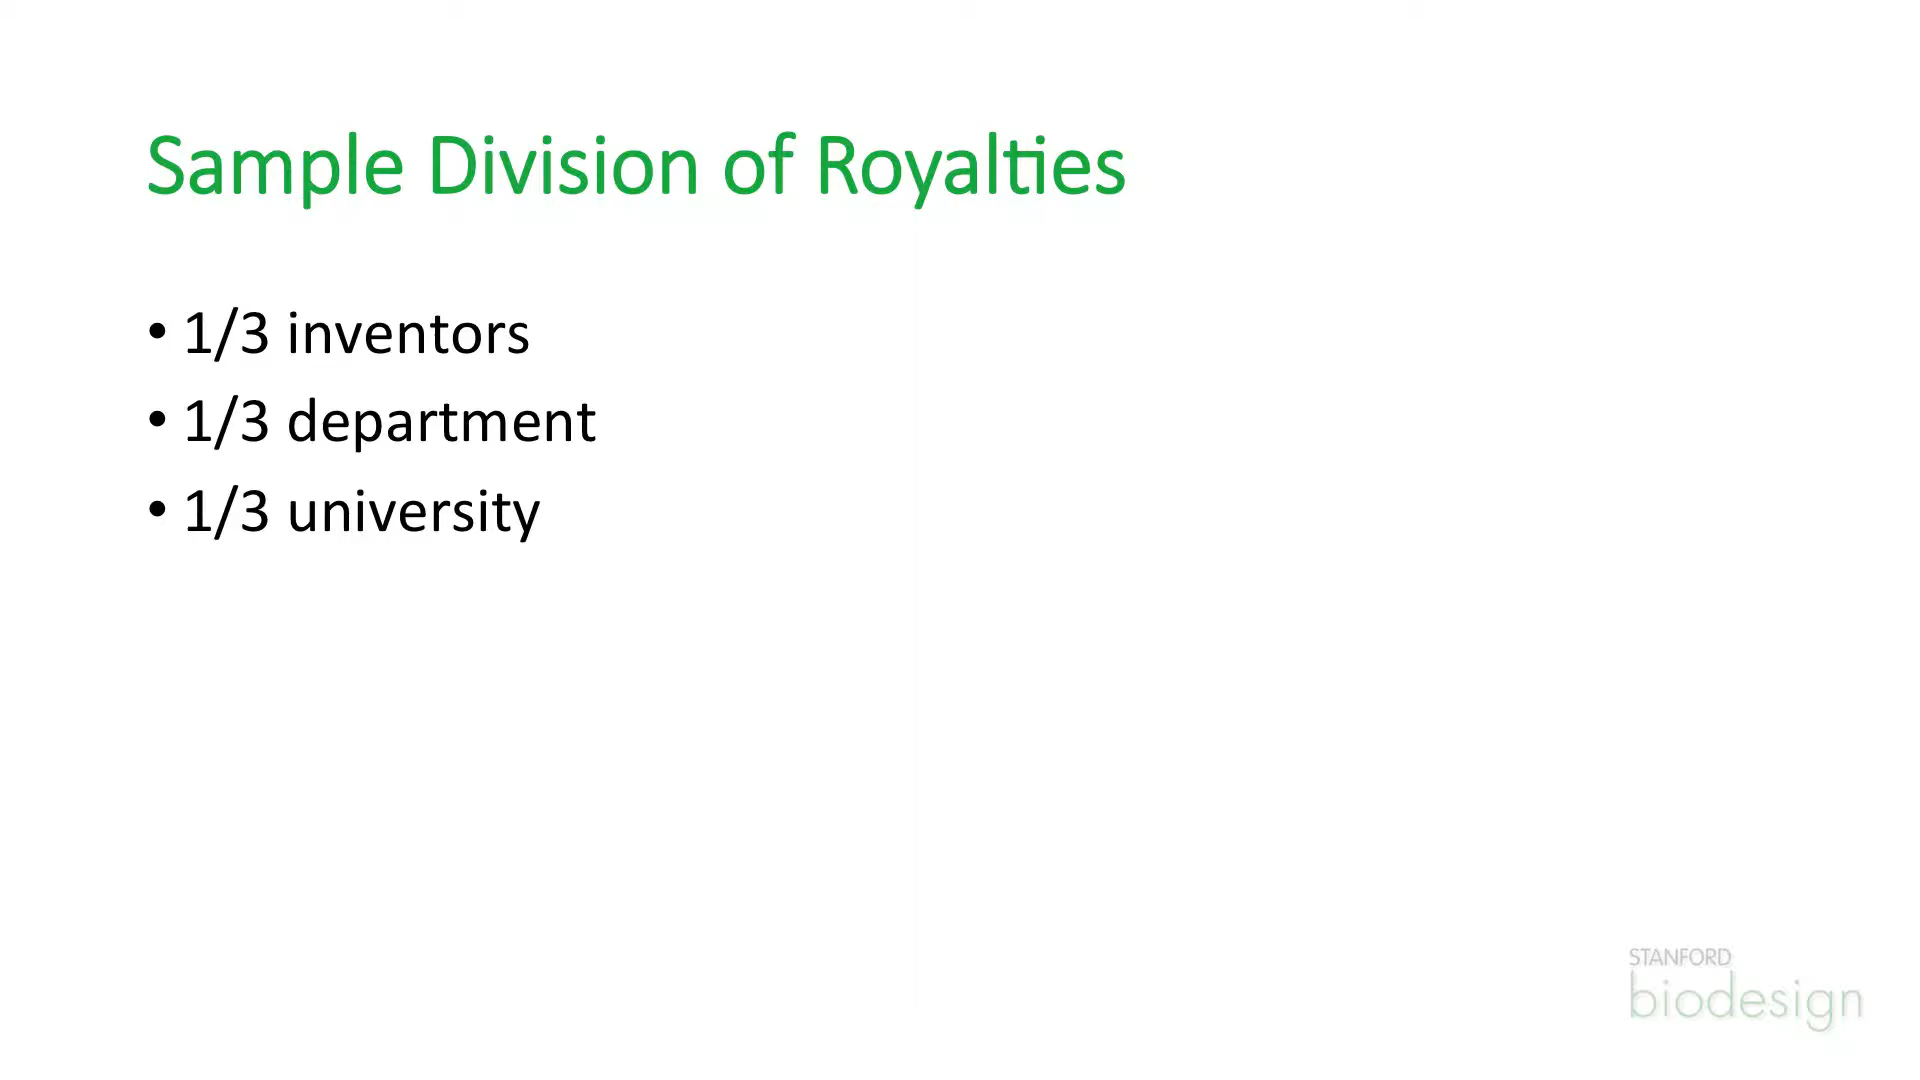 Sample Division of Royalties
• 1/3 inventors
• 1/3 department
• 1/3 university
STANFORD
biodesign